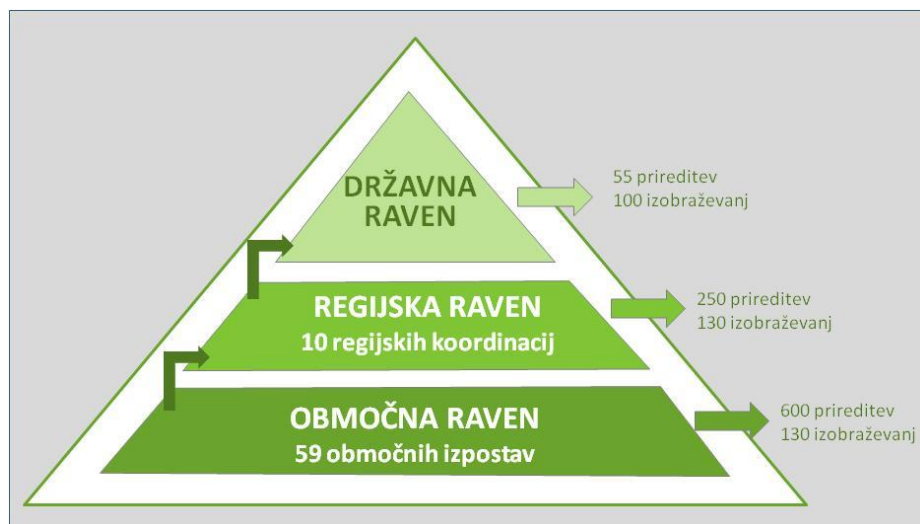 DRŽAVNA
RAVEN
55 prireditev
100 izobraževanj
REGIJSKA RAVEN
10 regijskih koordinacij
250 prireditev
130 izobraževanj
OBMOČNA RAVEN
59 območnih izpostav
600 prireditev
130 izobraževanj